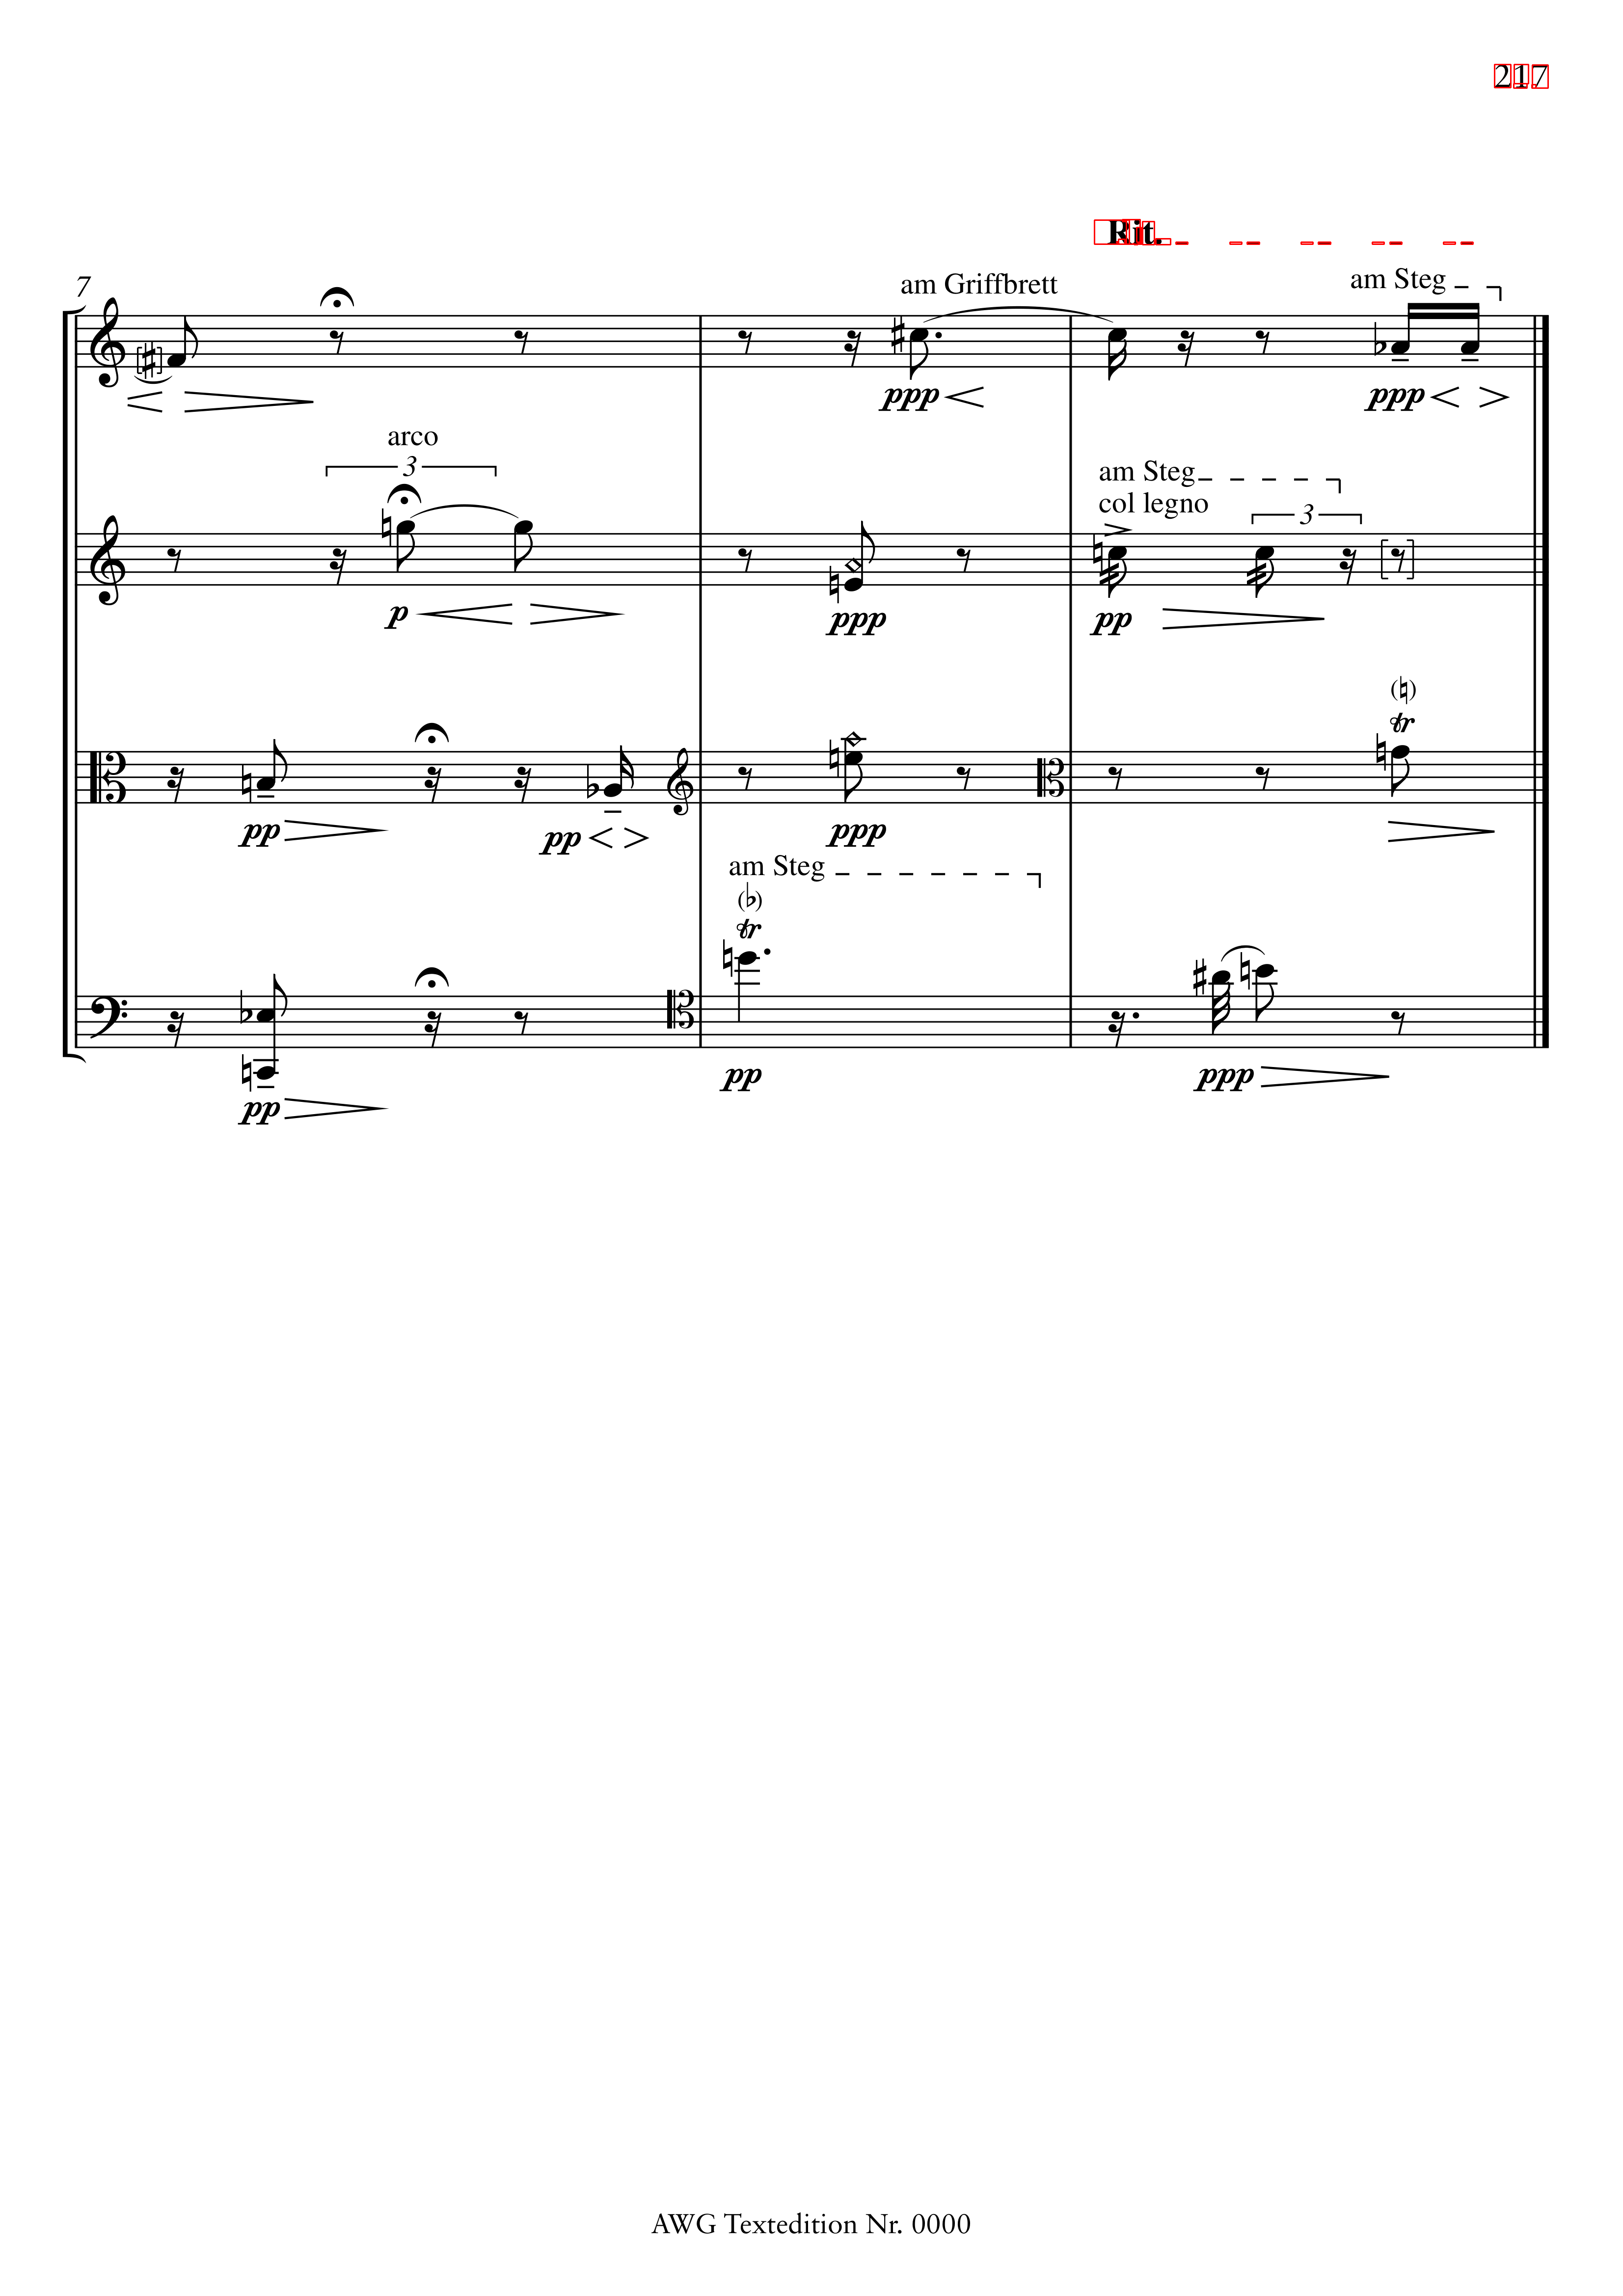 217
Rit.
7
am Griffbrett
am Steg
ppp
ppp
arco
3
am Steg
col legno
3
p
ppp
pp
pp
pp
ppp
am Steg
tr
tr
pp
pp
ppp
AWG Textedition Nr. 0000